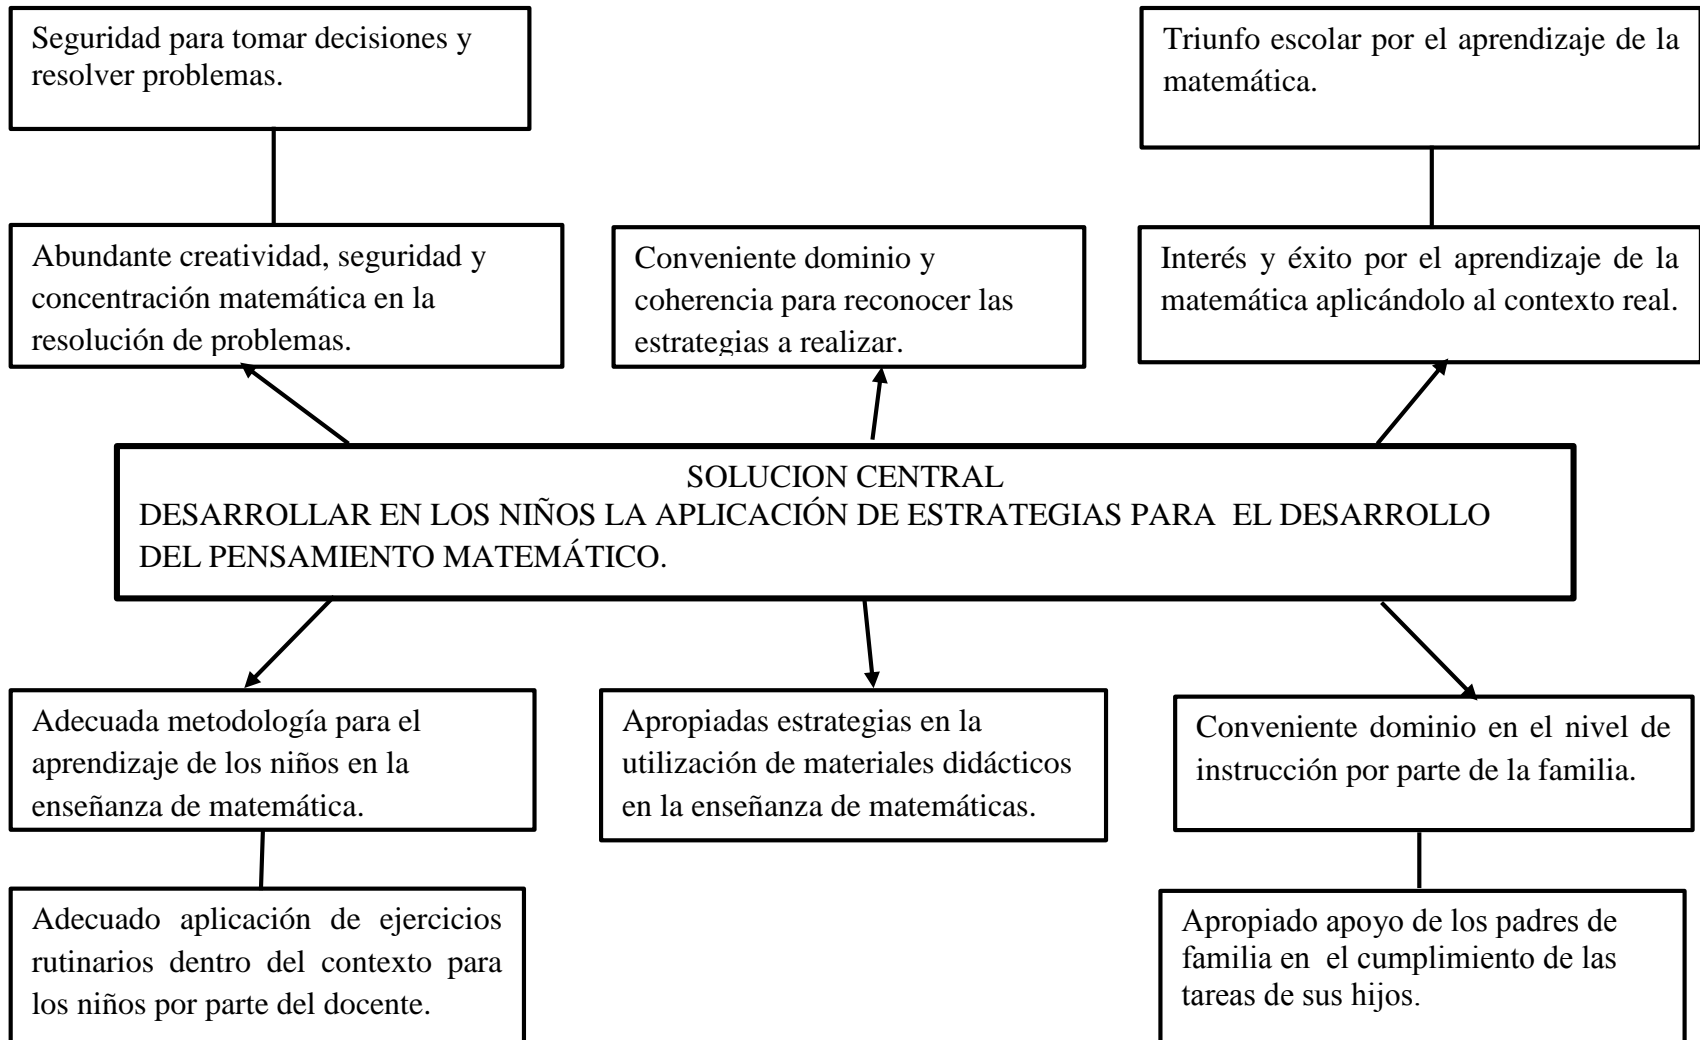 Seguridad para tomar decisiones y
resolver problemas.
Triunfo escolar por el aprendizaje de la
matemática.
Abundante creatividad, seguridad y
concentración matemática en la
resolución de problemas.
Conveniente dominio y
coherencia para reconocer las
estrategias a realizar.
Interés y éxito por el aprendizaje de la
matemática aplicándolo al contexto real.
SOLUCION CENTRAL
DESARROLLAR EN LOS NIÑOS LA APLICACIÓN DE ESTRATEGIAS PARA EL DESARROLLO
DEL PENSAMIENTO MATEMÁTICO.
Adecuada metodología para el
aprendizaje de los niños en la
enseñanza de matemática.
Apropiadas estrategias en la
utilización de materiales didácticos
en la enseñanza de matemáticas.
Conveniente dominio en el nivel de
instrucción por parte de la familia.
Adecuado aplicación de ejercicios
rutinarios dentro del contexto para
los niños por parte del docente.
Apropiado apoyo de los padres de
familia en el cumplimiento de las
tareas de sus hijos.